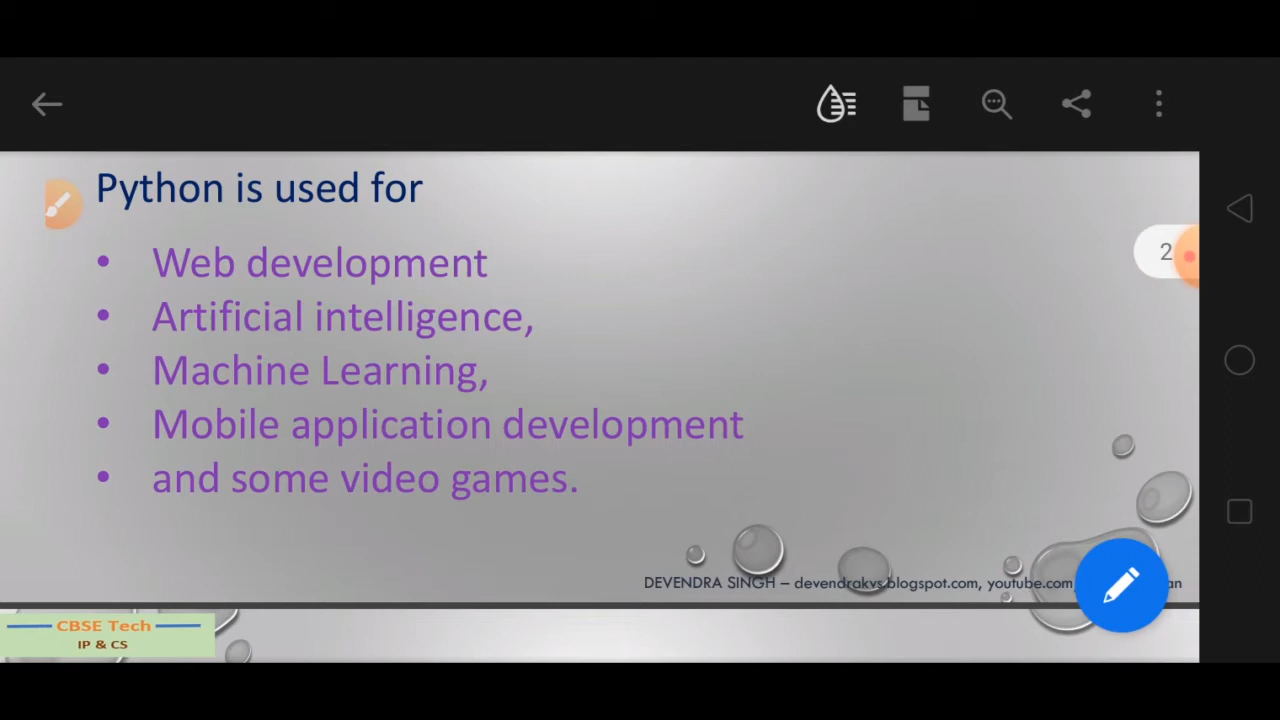 Python is used for
2
• Web development
• Artificial intelligence,
• Machine Learning,
• Mobile application development
• and some video games.
DEVENDRA SINGH – devendrakvs.blogspot.com, youtube.com
CBSE Tech
IP & CS